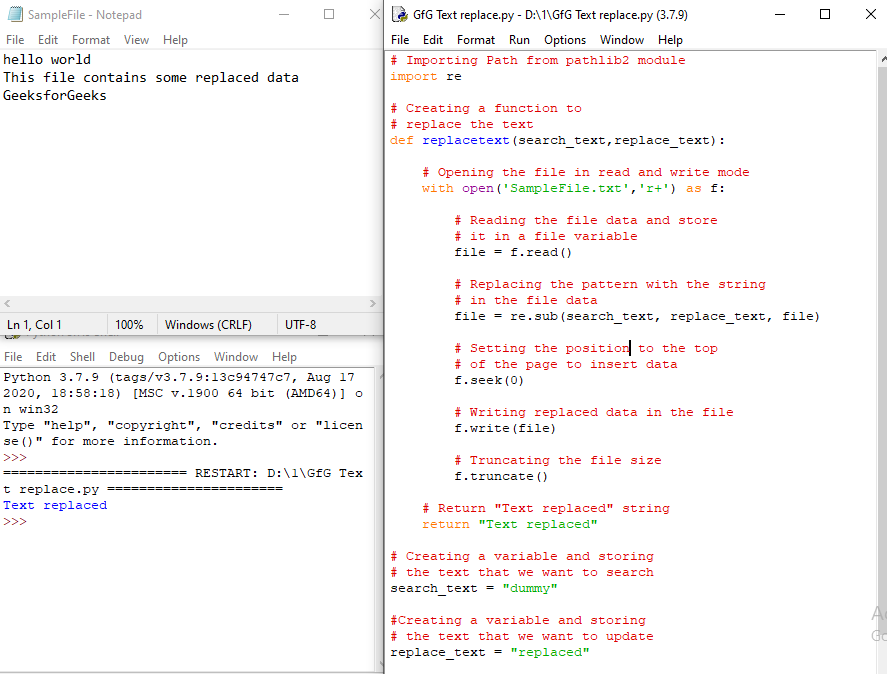 SampleFile - Notepad
File Edit Format View Help
hello world
This file contains some replaced data
GeeksforGeeks
Ln 1, Col 1 100% Windows (CRLF) UTF-8
File Edit Shell Debug Options Window Help
Python 3.7.9 (tags/v3.7.9:13c94747c7, Aug 17
2020, 18:58:18) [MSC v.1900 64 bit (AMD64)] o
n win32
Type "help", "copyright", "credits" or "licen
se()" for more information.
>>>
======================= RESTART: D:\1\GfG Tex
t replace.py ======================
Text replaced
>>>
GfG Text replace.py - D:\1\GfG Text replace.py (3.7.9)
File Edit Format Run Options Window Help
# Importing Path from pathlib2 module
import re
# Creating a function to
# replace the text
def replacetext(search_text,replace_text):
# Opening the file in read and write mode
with open('SampleFile.txt','r+') as f:
# Reading the file data and store
# it in a file variable
file = f.read()
# Replacing the pattern with the string
# in the file data
file = re.sub(search_text, replace_text, file)
# Setting the position to the top
# of the page to insert data
f.seek(0)
# Writing replaced data in the file
f.write(file)
# Truncating the file size
f.truncate()
# Return "Text replaced" string
return "Text replaced"
# Creating a variable and storing
# the text that we want to search
search_text = "dummy"
#Creating a variable and storing
# the text that we want to update
replace_text = "replaced"